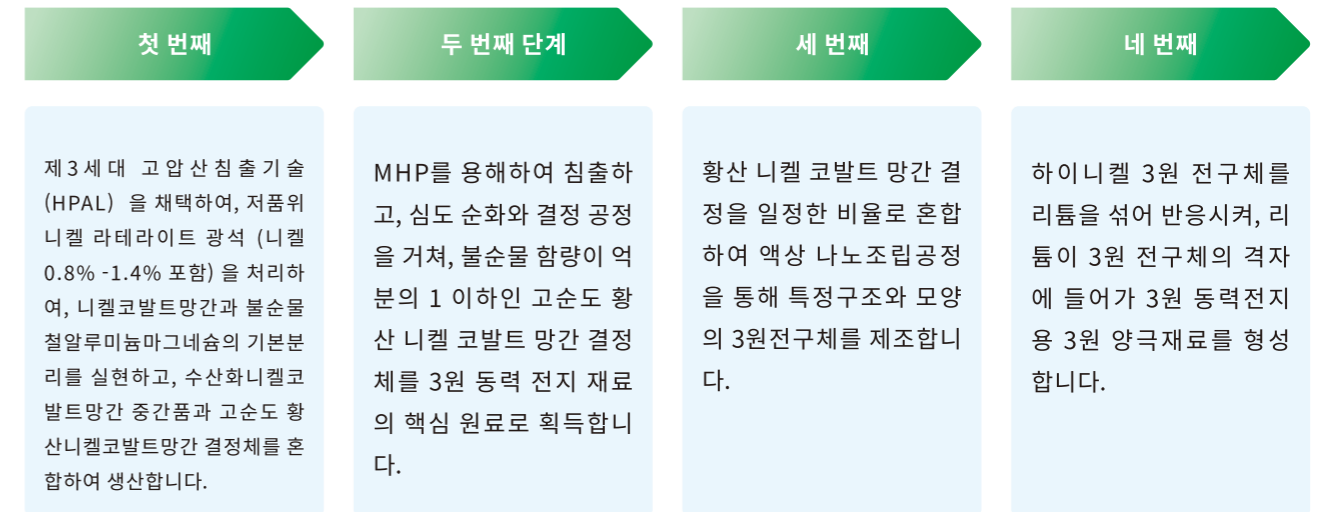 첫 번째
제3세대 고압산침출기술
(HPAL) 을 채택하여, 저품위
니켈 라테라이트 광석 (니켈
0.8% -1.4% 포함) 을 처리하
여, 니켈코발트망간과 불순물
철알루미늄마그네슘의 기본분
리를 실현하고, 수산화니켈코
발트망간 중간품과 고순도 황
산니켈코발트망간 결정체를 혼
합하여 생산합니다.
두 번째 단계
MHP를 용해하여 침출하
고, 심도 순화와 결정 공정
을 거쳐, 불순물 함량이 억
분의 1 이하인 고순도 황
산 니켈 코발트 망간 결정
체를 3원 동력 전지 재료
의 핵심 원료로 획득합니
다.
세 번째
황산 니켈 코발트 망간 결
정을 일정한 비율로 혼합
하여 액상 나노조립공정
을 통해 특정구조와 모양
의 3원전구체를 제조합니
다.
네 번째
하이니켈 3원 전구체를
리튬을 섞어 반응시켜, 리
튬이 3원 전구체의 격자
에 들어가 3원 동력전지
용 3원 양극재료를 형성
합니다.